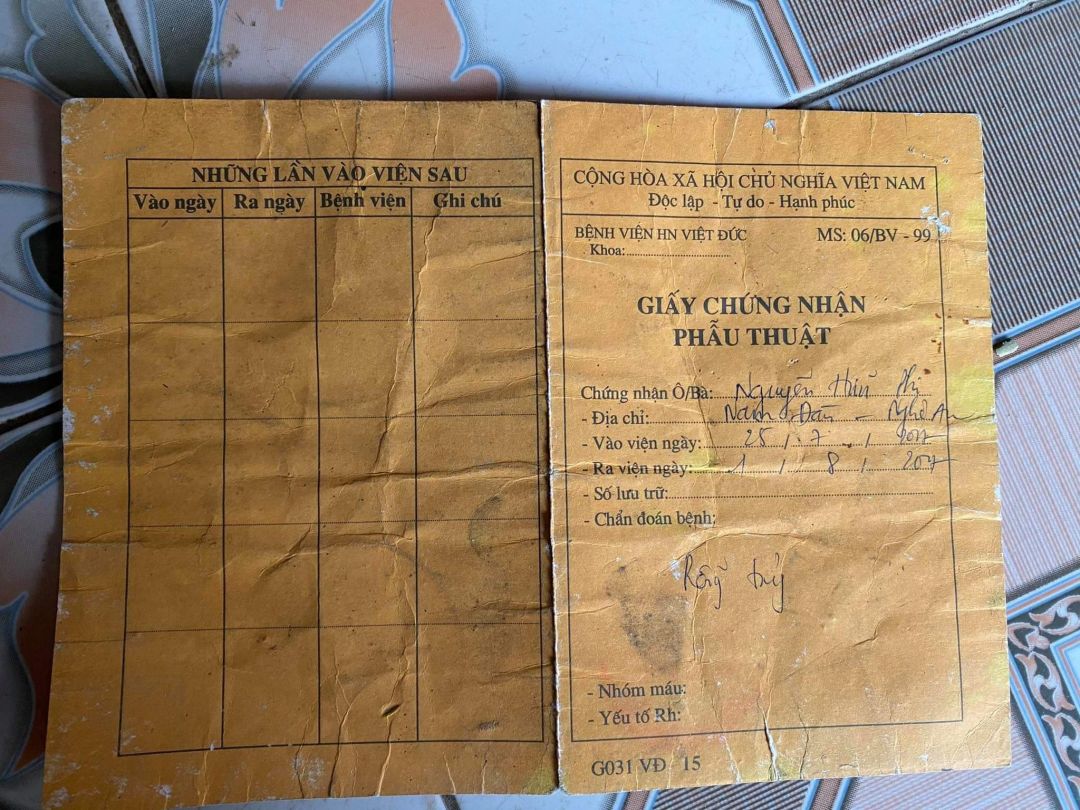 NHỮNG LẦN VÀO VIỆN SAU
Vào ngày Ra ngày Bệnh viện Ghi chú
CỘNG HÒA XÃ HỘI CHỦ NGHĨA VIỆT NAM
Độc lập - Tự do - Hạnh phúc
BỆNH VIỆN HN VIỆT ĐỨC MS: 06/BV - 99
Khoa:
GIẤY CHỨNG NHẬN
PHẪU THUẬT
Chứng nhận Ô/Bà: Nguyễn Hữu
- Địa chỉ: Nam Đàn - Nghệ An
- Vào viện ngày: 25 / 7 / 2017
- Ra viện ngày: 1 / 8 / 2017
- Số lưu trữ:
- Chẩn đoán bệnh:
Rỗng tủy
- Nhóm máu:
- Yếu tố Rh:
G031 VĐ 15